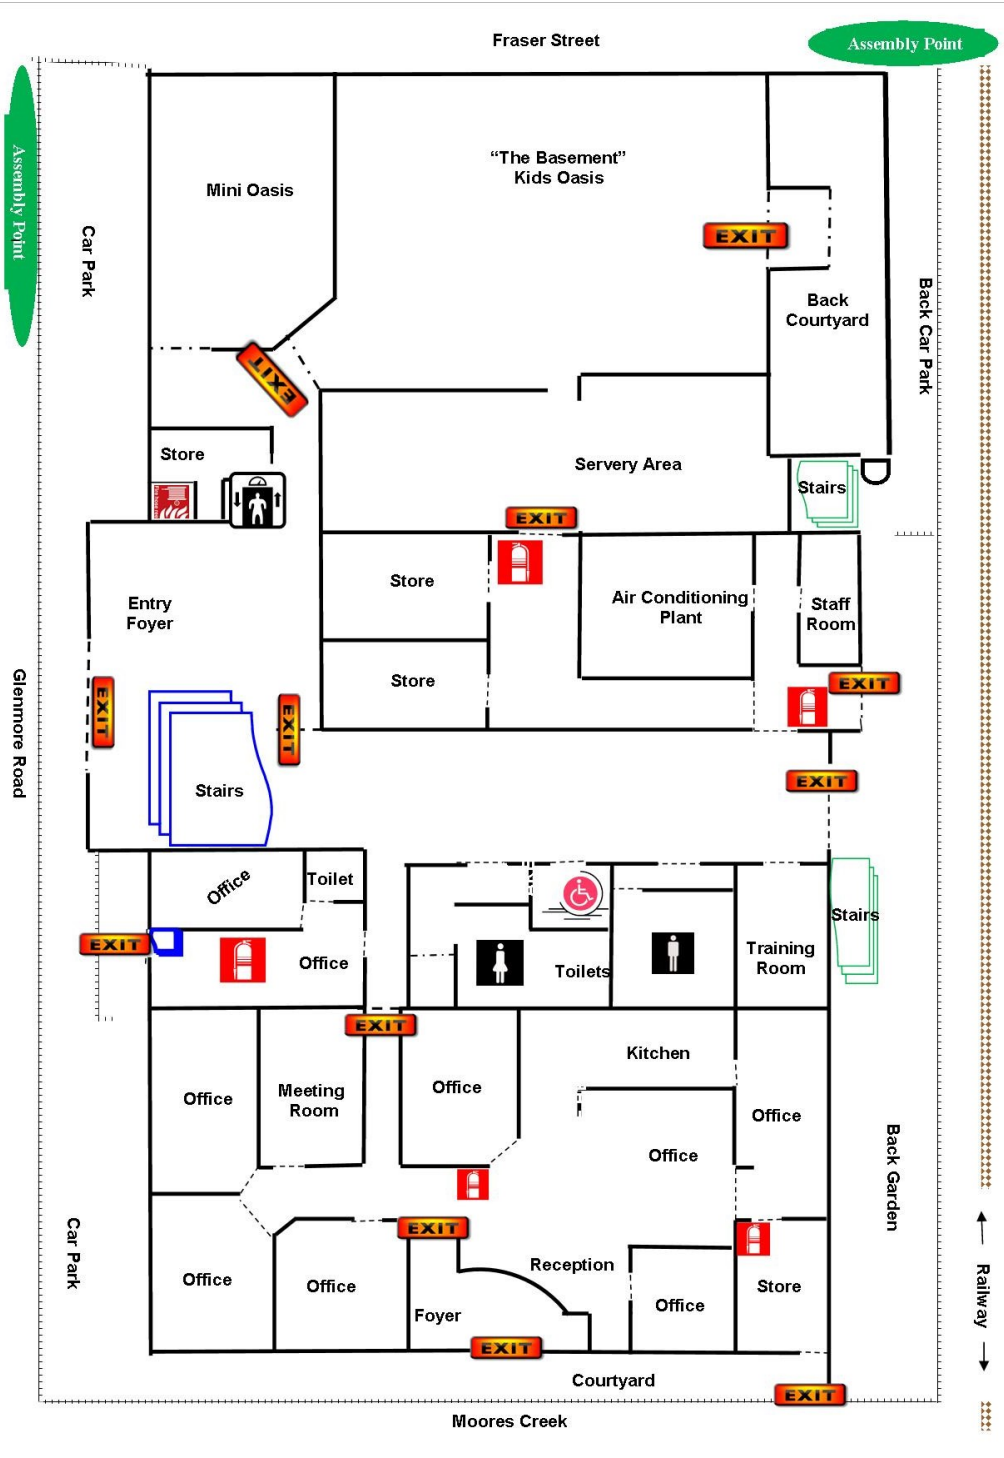 Fraser Street
Assembly Point
Assembly Point
Car Park
Mini Oasis
“The Basement”
Kids Oasis
EXIT
Back
Courtyard
Back Car Park
EXIT
Store
Servery Area
Stairs
EXIT
Store
Air Conditioning
Plant
Staff
Room
Entry
Foyer
Store
EXIT
EXIT
EXIT
Glenmore Road
EXIT
Stairs
Office
Toilet
Stairs
EXIT
Office
Toilets
Training
Room
EXIT
Kitchen
Office
Meeting
Room
Office
Office
Office
Back Garden
Car Park
EXIT
Office
Office
Reception
Foyer
Office
Store
Railway
EXIT
Courtyard
EXIT
Moores Creek